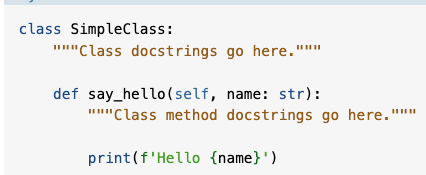 class SimpleClass:
    """Class docstrings go here."""
    def say_hello(self, name: str):
        """Class method docstrings go here."""
        print(f'Hello {name}')